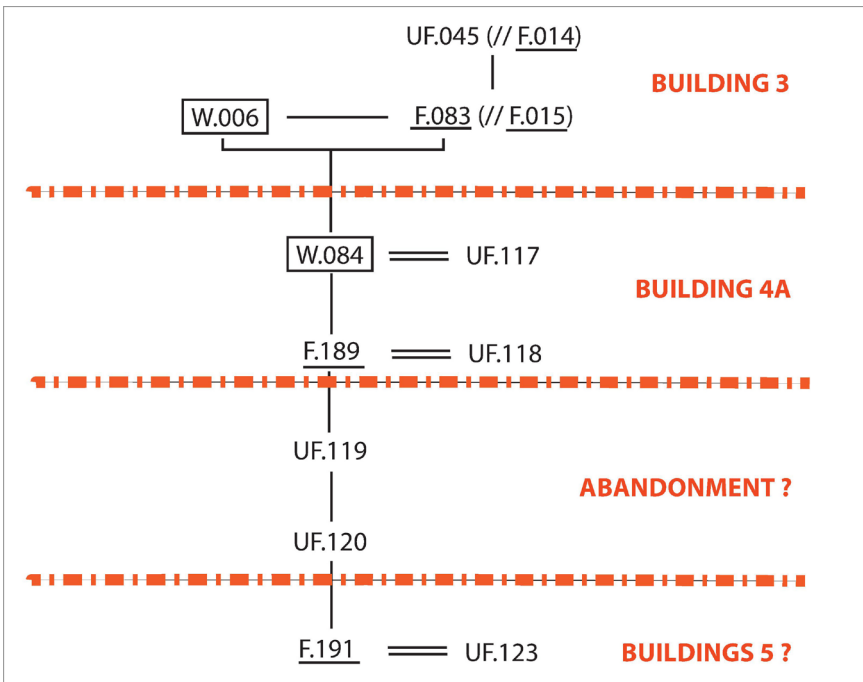 UF.045 (// F.014)
BUILDING 3
W.006 F.083 (// F.015)
W.084 UF.117
BUILDING 4A
F.189 UF.118
UF.119
ABANDONMENT ?
UF.120
F.191 UF.123 BUILDINGS 5 ?